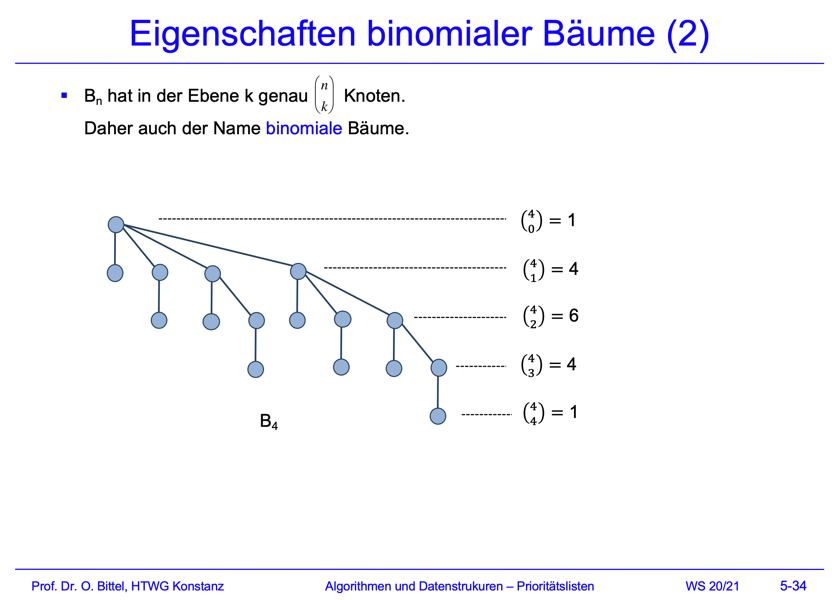 Eigenschaften binomialer Bäume (2)
▪ Bₙ hat in der Ebene k genau (n k) Knoten.
Daher auch der Name binomiale Bäume.
(4 0) = 1
(4 1) = 4
(4 2) = 6
(4 3) = 4
(4 4) = 1
B₄
Prof. Dr. O. Bittel, HTWG Konstanz Algorithmen und Datenstrukuren – Prioritätslisten WS 20/21 5-34